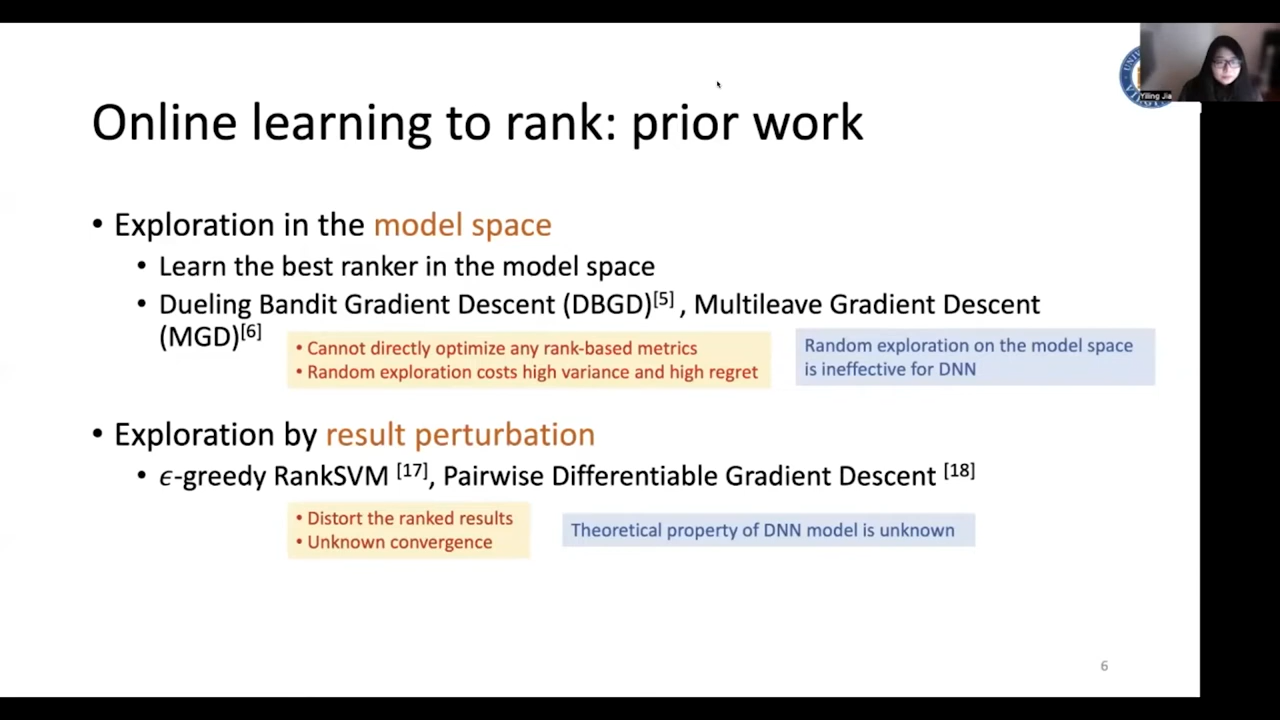 Online learning to rank: prior work
Yiling Jia
• Exploration in the model space
• Learn the best ranker in the model space
• Dueling Bandit Gradient Descent (DBGD)[5] , Multileave Gradient Descent
(MGD)[6]
• Cannot directly optimize any rank-based metrics
• Random exploration costs high variance and high regret
Random exploration on the model space
is ineffective for DNN
• Exploration by result perturbation
• ϵ-greedy RankSVM [17], Pairwise Differentiable Gradient Descent [18]
• Distort the ranked results
• Unknown convergence
Theoretical property of DNN model is unknown
6